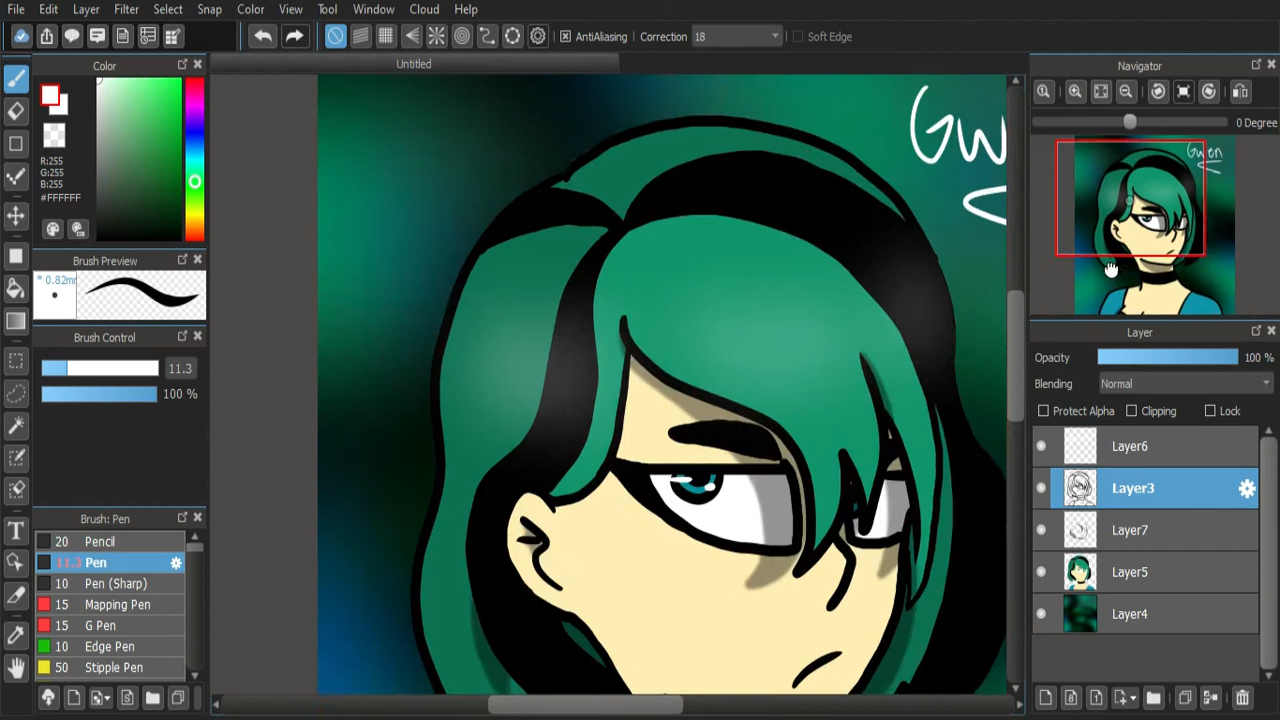 File Edit Layer Filter Select Snap Color View Tool Window Cloud Help
AntiAliasing Correction 18 Soft Edge
Color
Untitled
Navigator
0 Degree
R:255
G:255
B:255
#FFFFFF
Brush Preview
0.82m
Brush Control
11.3
100 %
Brush: Pen
20 Pencil
11.3 Pen
10 Pen (Sharp)
15 Mapping Pen
15 G Pen
10 Edge Pen
50 Stipple Pen
Gw
Gwen
Layer
Opacity 100 %
Blending Normal
Protect Alpha Clipping Lock
Layer6
Layer3
Layer7
Layer5
Layer4